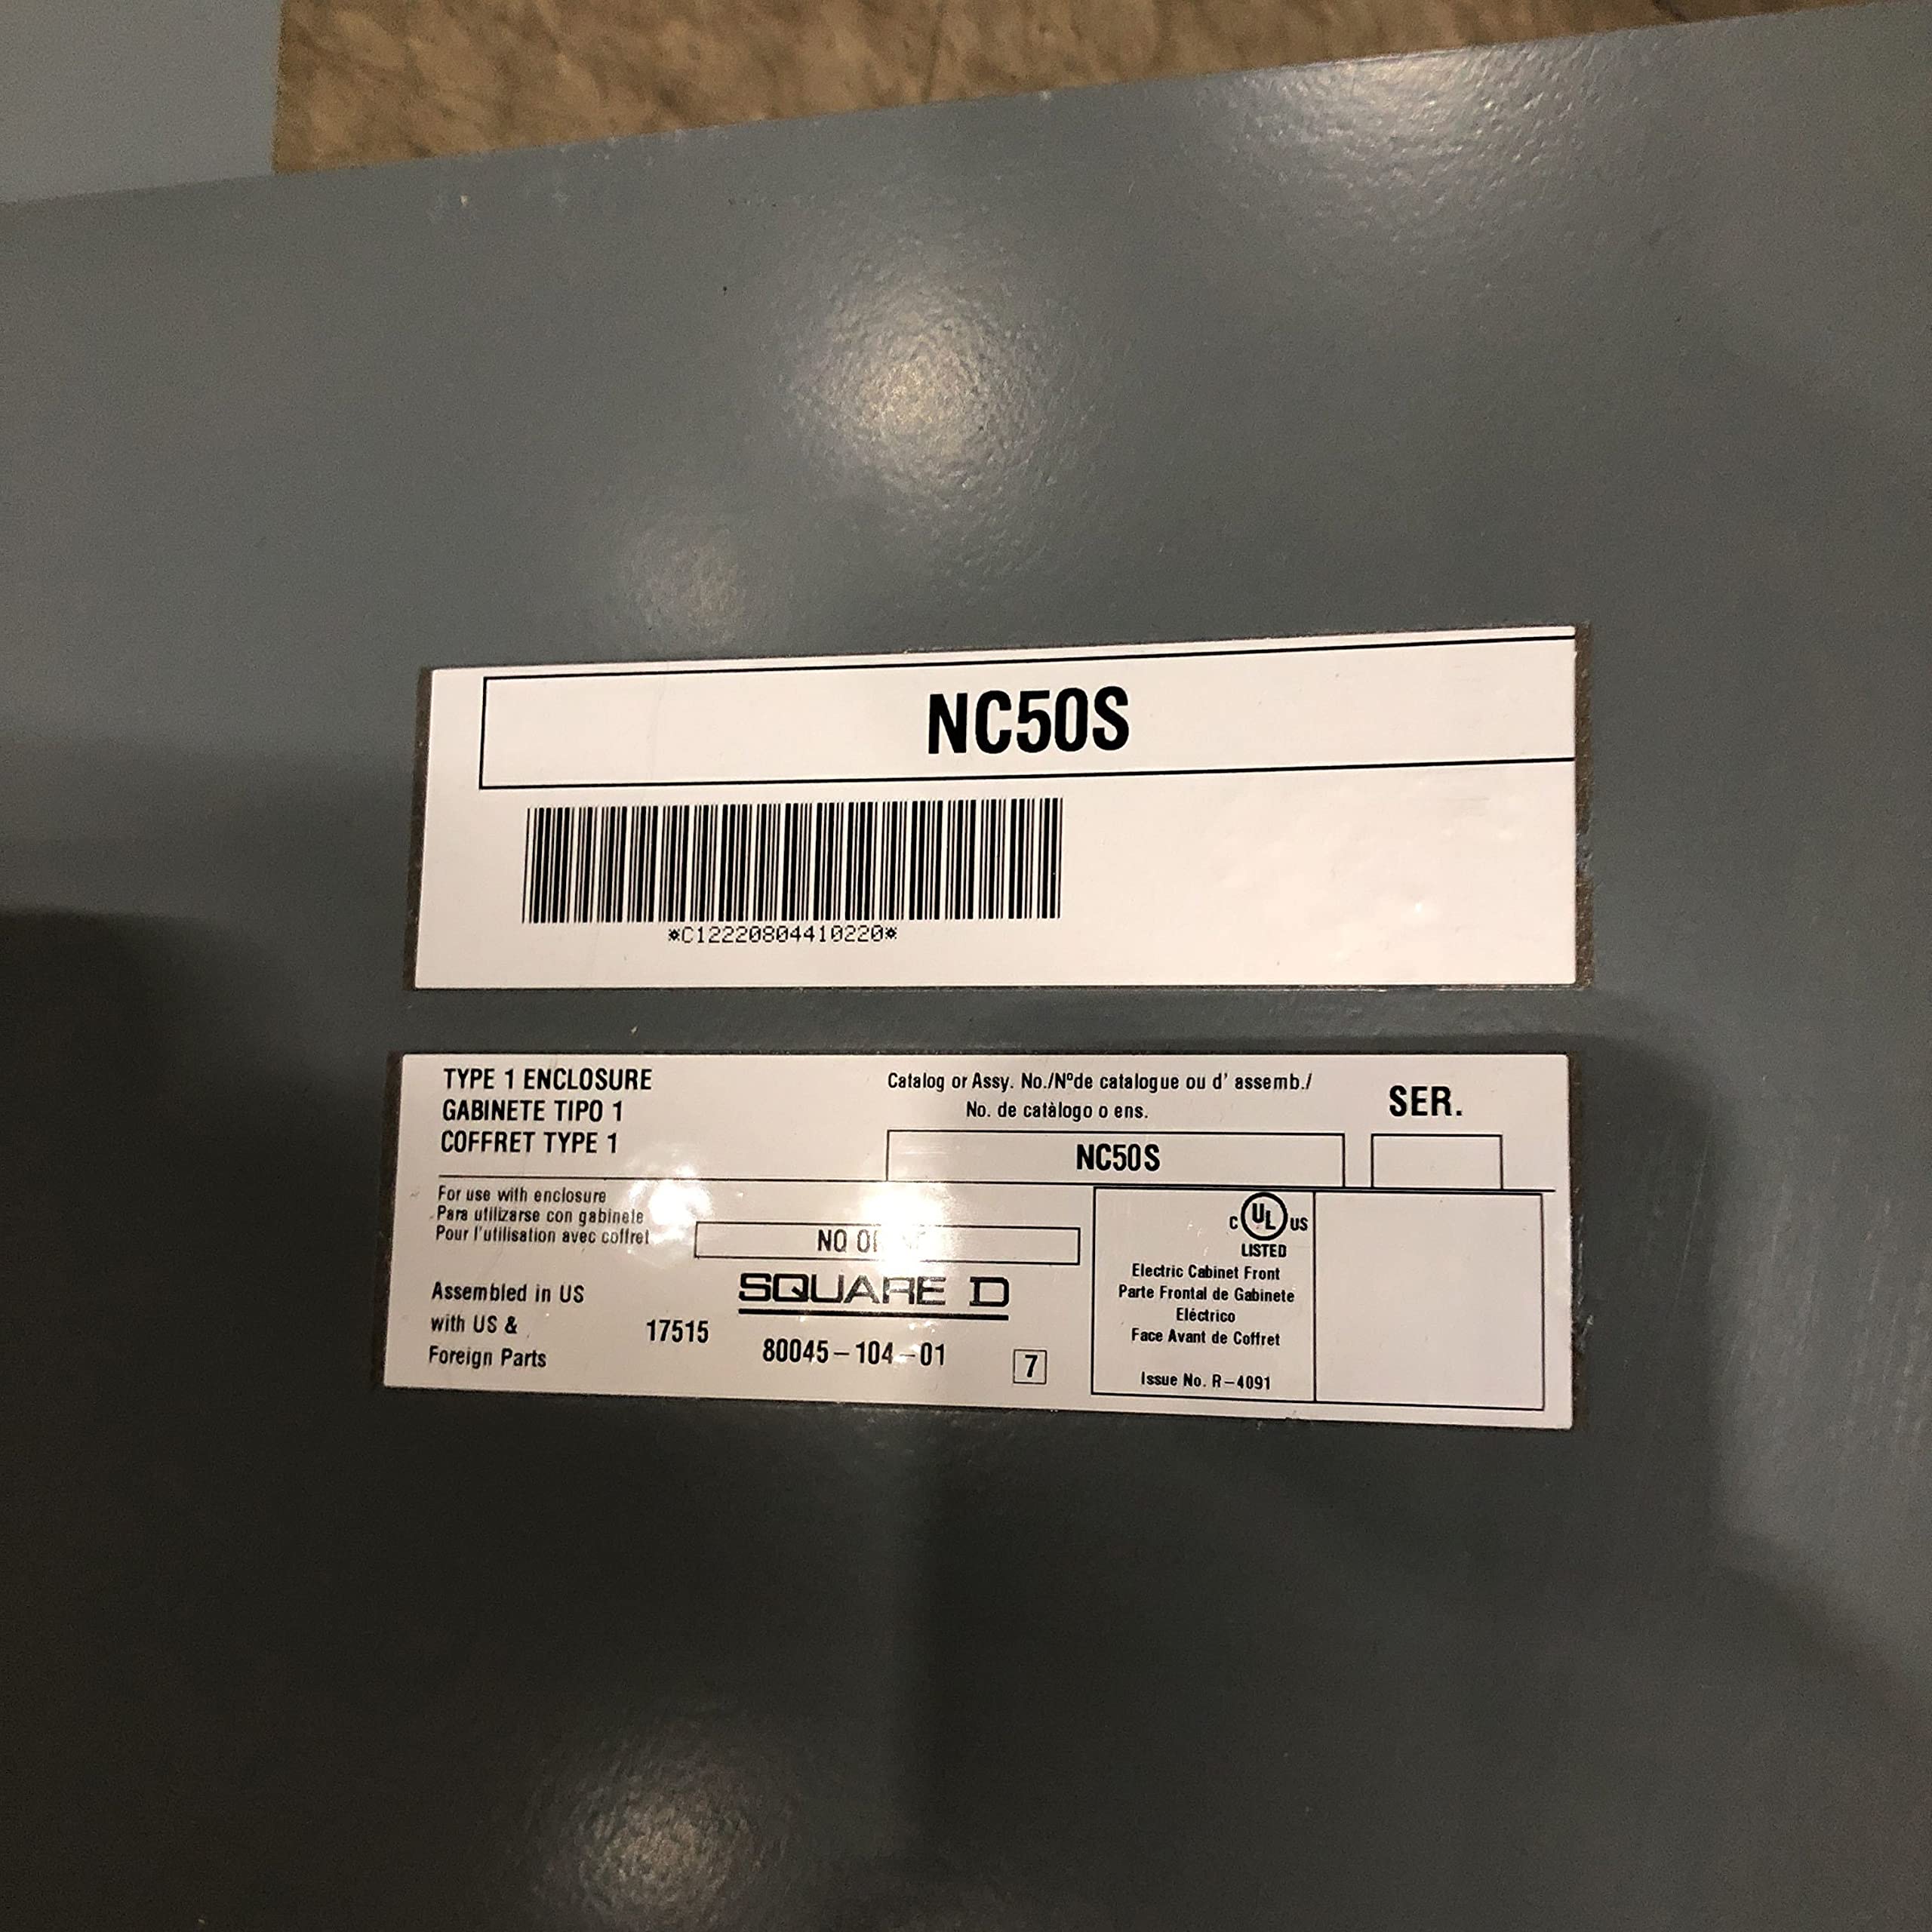 NC50S
*C12220804410220*
TYPE 1 ENCLOSURE
GABINETE TIPO 1
COFFRET TYPE 1
Catalog or Assy. No./Nºde catalogue ou d' assemb./
No. de catàlogo o ens.
SER.
NC50S
For use with enclosure
Para utilizarse con gabinete
Pour l'utilisation avec coffret
NQ
SQUARE D
Assembled in US
with US &
Foreign Parts
17515
80045-104-01
7
C UL US
LISTED
Electric Cabinet Front
Parte Frontal de Gabinete
Eléctrico
Face Avant de Coffret
Issue No. R-4091